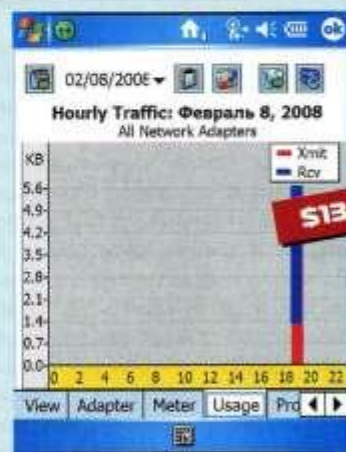 ok
02/08/2008
Hourly Traffic: Февраль 8, 2008
All Network Adapters
KB
Xmit
Rcv
5.6
4.9
4.2
3.5
2.8
2.1
1.4
0.7
0.0
0 2 4 6 8 10 12 14 16 18 20 22
S13
View Adapter Meter Usage Pro